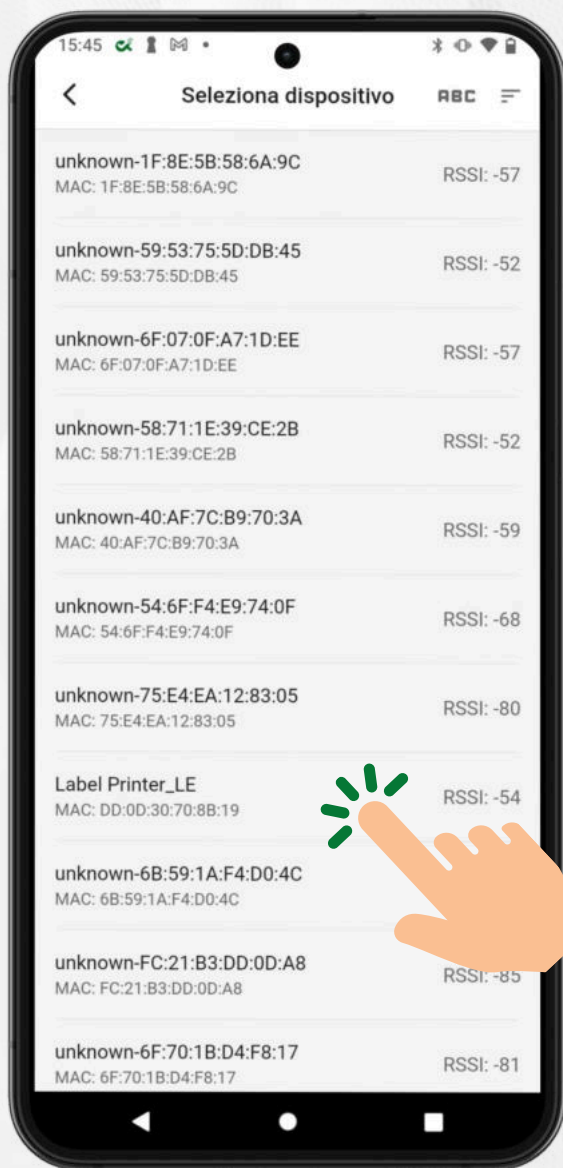 15:45
Seleziona dispositivo ABC
unknown-1F:8E:5B:58:6A:9C
MAC: 1F:8E:5B:58:6A:9C
RSSI: -57
unknown-59:53:75:5D:DB:45
MAC: 59:53:75:5D:DB:45
RSSI: -52
unknown-6F:07:0F:A7:1D:EE
MAC: 6F:07:0F:A7:1D:EE
RSSI: -57
unknown-58:71:1E:39:CE:2B
MAC: 58:71:1E:39:CE:2B
RSSI: -52
unknown-40:AF:7C:B9:70:3A
MAC: 40:AF:7C:B9:70:3A
RSSI: -59
unknown-54:6F:F4:E9:74:0F
MAC: 54:6F:F4:E9:74:0F
RSSI: -68
unknown-75:E4:EA:12:83:05
MAC: 75:E4:EA:12:83:05
RSSI: -80
Label Printer_LE
MAC: DD:0D:30:70:8B:19
RSSI: -54
unknown-6B:59:1A:F4:D0:4C
MAC: 6B:59:1A:F4:D0:4C
unknown-FC:21:B3:DD:0D:A8
MAC: FC:21:B3:DD:0D:A8
RSSI: -85
unknown-6F:70:1B:D4:F8:17
MAC: 6F:70:1B:D4:F8:17
RSSI: -81